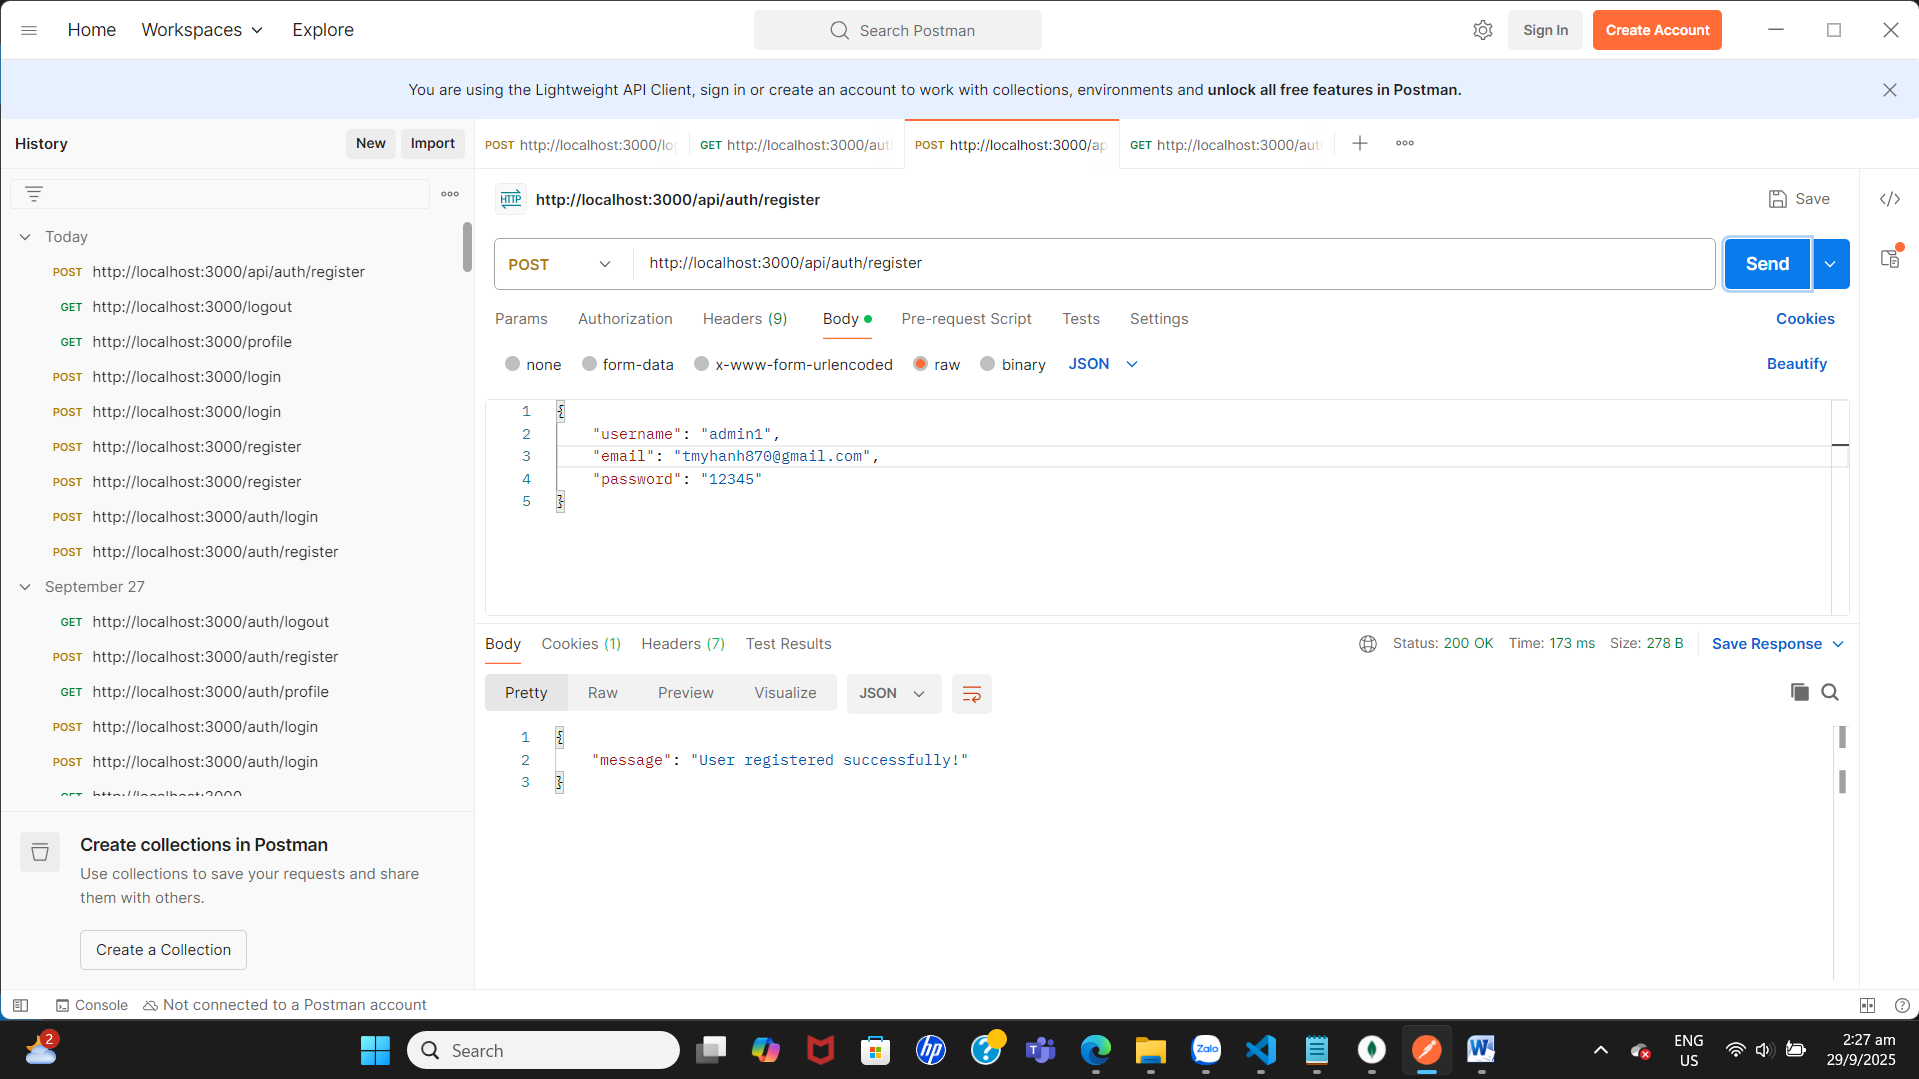 Home Workspaces Explore Search Postman Sign In Create Account
You are using the Lightweight API Client, sign in or create an account to work with collections, environments and unlock all free features in Postman.
History New Import
POST http://localhost:3000/lo GET http://localhost:3000/aut POST http://localhost:3000/ap GET http://localhost:3000/aut
HTTP http://localhost:3000/api/auth/register Save
Today
POST http://localhost:3000/api/auth/register
GET http://localhost:3000/logout
GET http://localhost:3000/profile
POST http://localhost:3000/login
POST http://localhost:3000/login
POST http://localhost:3000/register
POST http://localhost:3000/register
POST http://localhost:3000/auth/login
POST http://localhost:3000/auth/register
September 27
GET http://localhost:3000/auth/logout
POST http://localhost:3000/auth/register
GET http://localhost:3000/auth/profile
POST http://localhost:3000/auth/login
POST http://localhost:3000/auth/login
GET http://localhost:3000
Create collections in Postman
Use collections to save your requests and share
them with others.
Create a Collection
POST http://localhost:3000/api/auth/register Send
Params Authorization Headers (9) Body Pre-request Script Tests Settings Cookies
none form-data x-www-form-urlencoded raw binary JSON Beautify
1 {
2 "username": "admin1",
3 "email": "tmyhanh870@gmail.com",
4 "password": "12345"
5 }
Body Cookies (1) Headers (7) Test Results Status: 200 OK Time: 173 ms Size: 278 B Save Response
Pretty Raw Preview Visualize JSON
1 {
2 "message": "User registered successfully!"
3 }
Console Not connected to a Postman account
2 Search hp ? T Zalo W ENG
US
2:27 am
29/9/2025